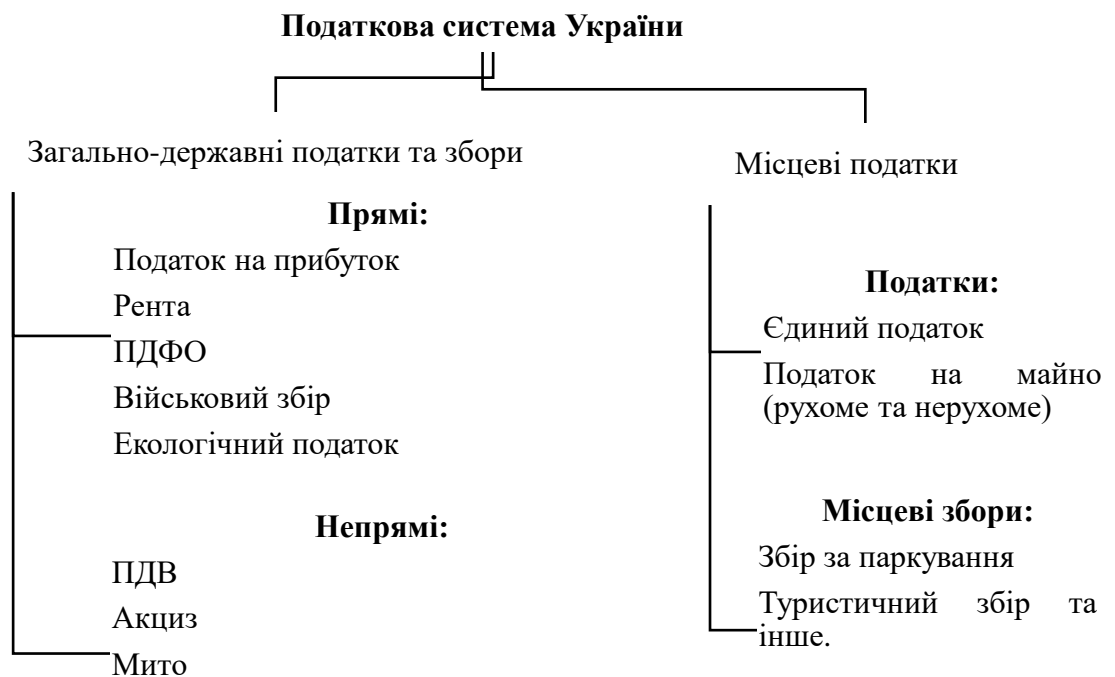 Податкова система України
Загально-державні податки та збори
Прямі:
Податок на прибуток
Рента
ПДФО
Військовий збір
Екологічний податок
Непрямі:
ПДВ
Акциз
Мито
Місцеві податки
Податки:
Єдиний податок
Податок на майно
(рухоме та нерухоме)
Місцеві збори:
Збір за паркування
Туристичний збір та
інше.